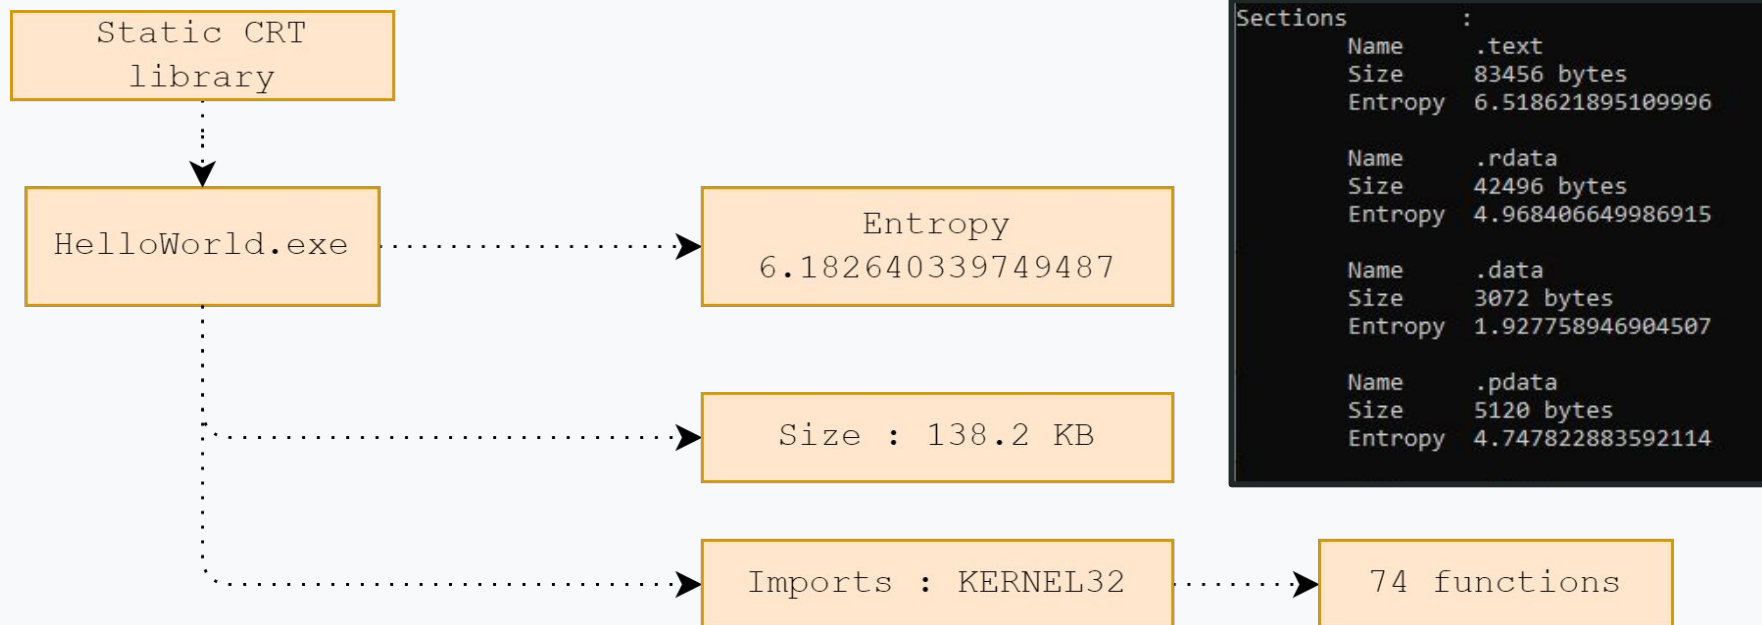 Static CRT
library
HelloWorld.exe
Entropy
6.182640339749487
Size : 138.2 KB
Imports : KERNEL32
74 functions
Sections :
Name .text
Size 83456 bytes
Entropy 6.518621895109996
Name .rdata
Size 42496 bytes
Entropy 4.968406649986915
Name .data
Size 3072 bytes
Entropy 1.927758946904507
Name .pdata
Size 5120 bytes
Entropy 4.747822883592114